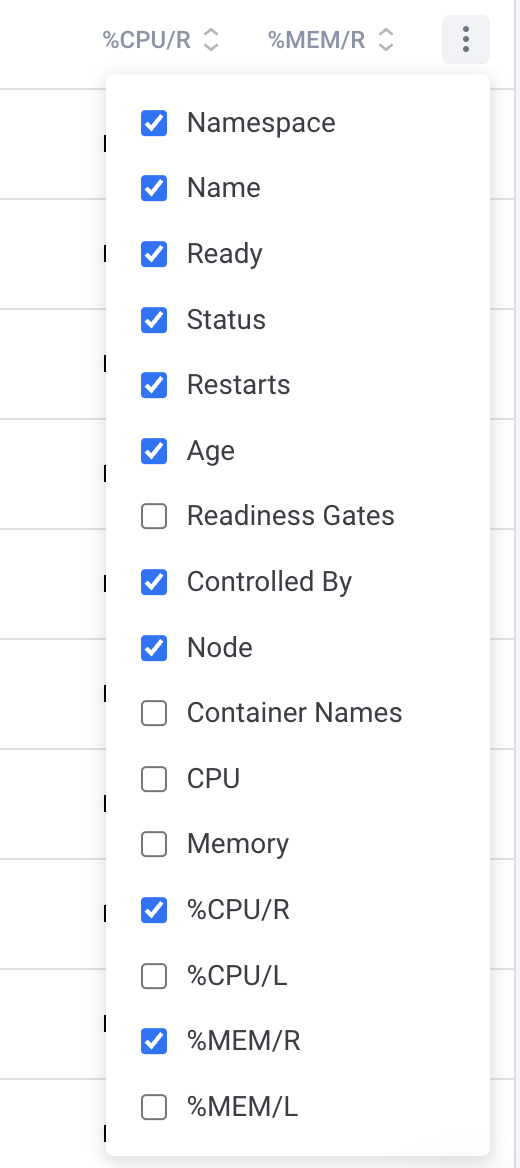 %CPU/R %MEM/R
Namespace
Name
Ready
Status
Restarts
Age
Readiness Gates
Controlled By
Node
Container Names
CPU
Memory
%CPU/R
%CPU/L
%MEM/R
%MEM/L